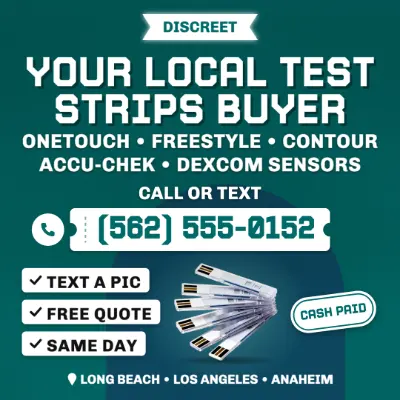 DISCREET
YOUR LOCAL TEST
STRIPS BUYER
ONETOUCH • FREESTYLE • CONTOUR
ACCU-CHEK • DEXCOM SENSORS
CALL OR TEXT
(562) 555-0152
TEXT A PIC
FREE QUOTE
SAME DAY
CASH PAID
LONG BEACH • LOS ANGELES • ANAHEIM